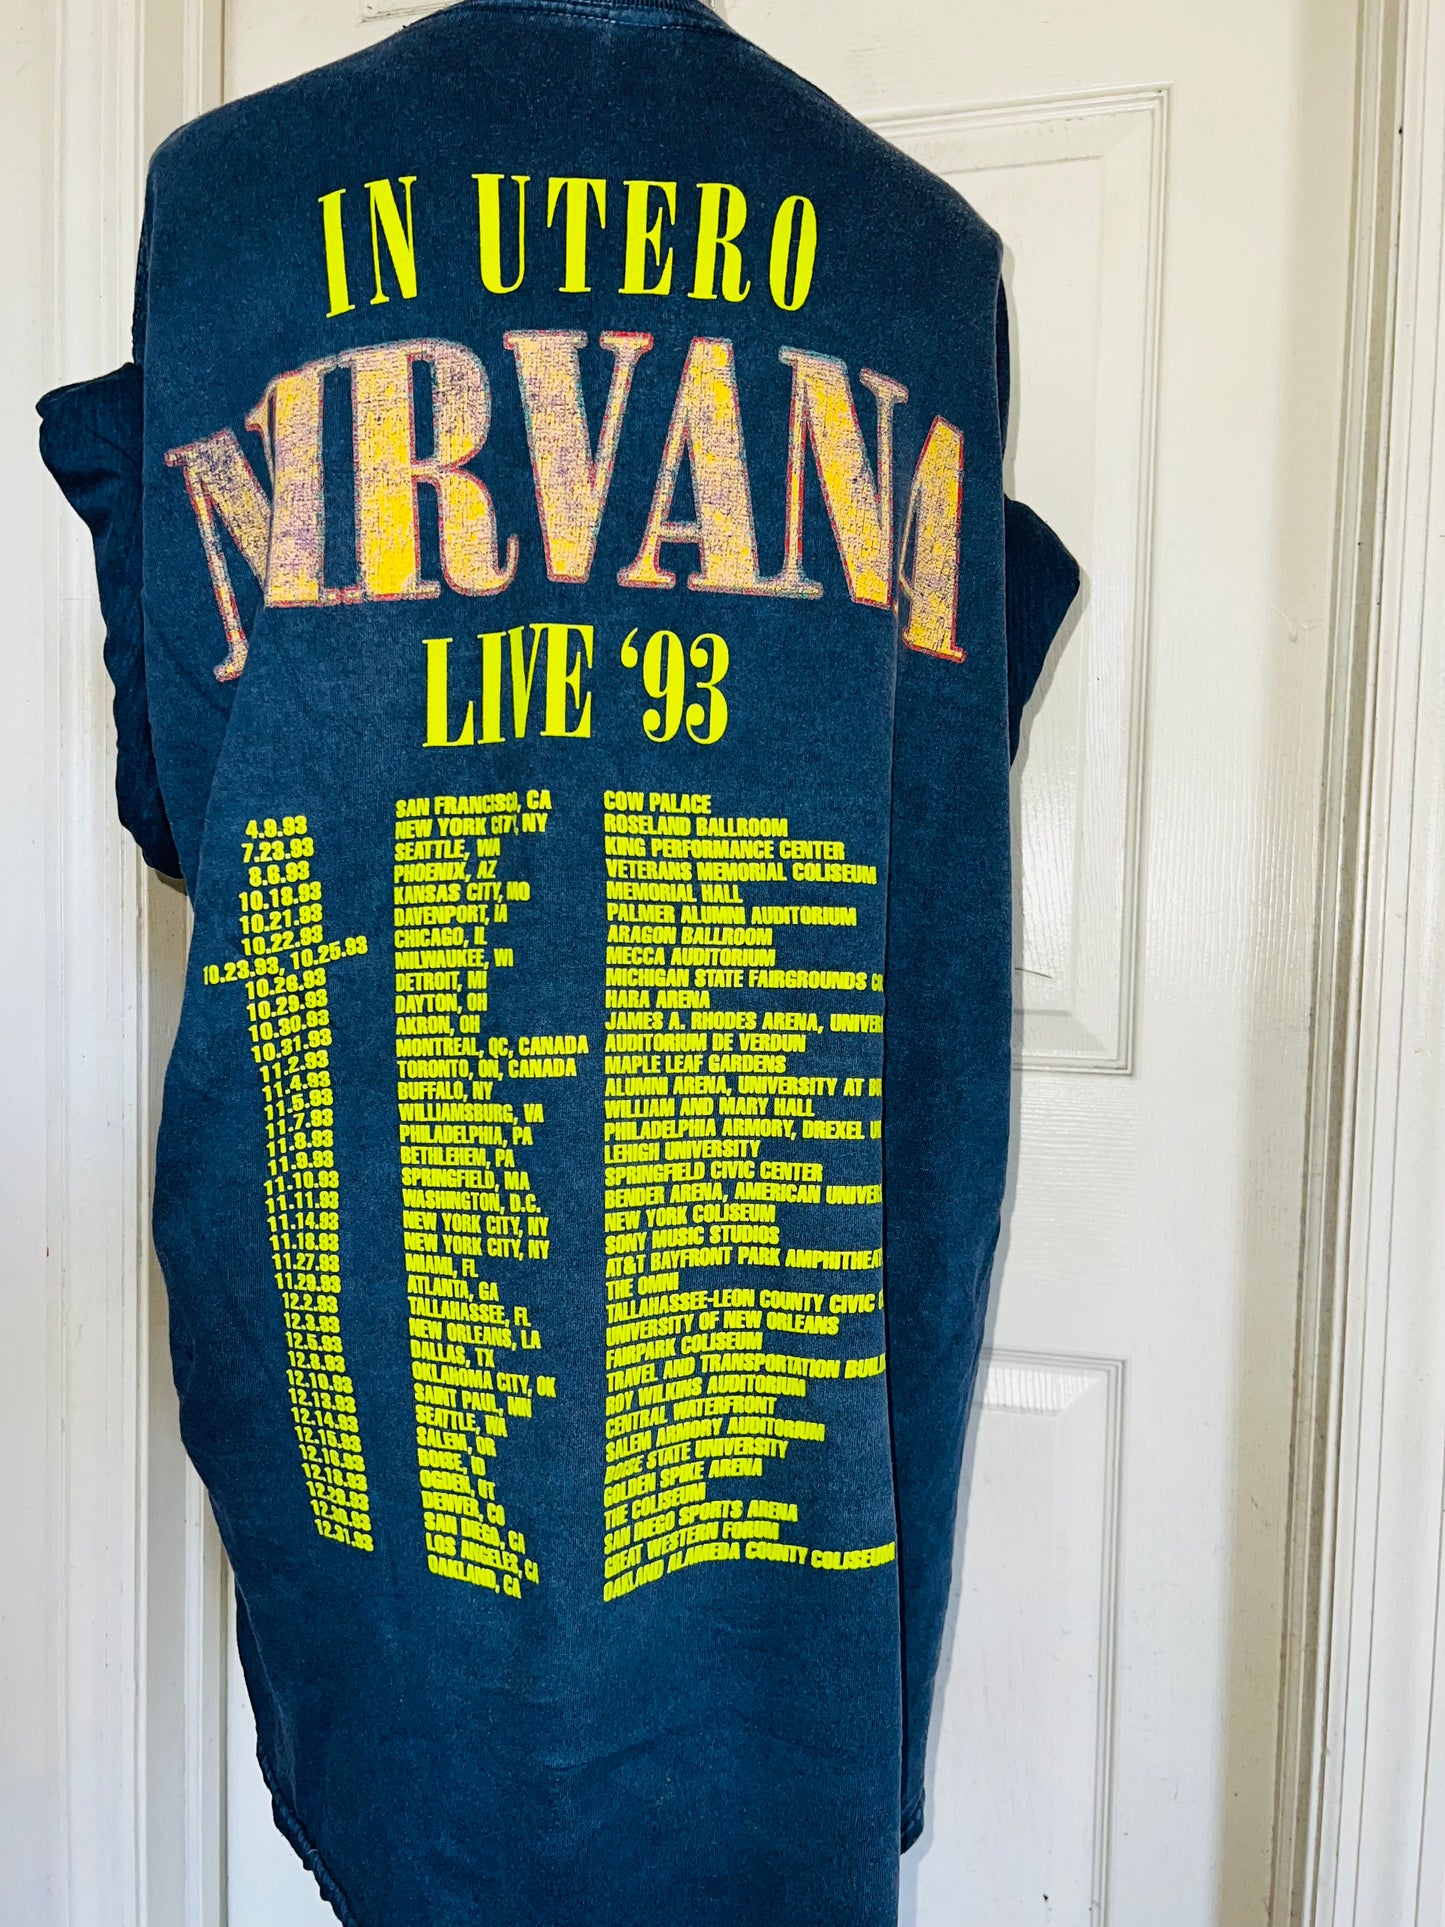 IN UTERO
NIRVANA
LIVE '93
4.9.93 SAN FRANCISCO, CA COW PALACE
7.23.93 NEW YORK CITY, NY ROSELAND BALLROOM
8.6.93 SEATTLE, WA KING PERFORMANCE CENTER
10.18.93 PHOENIX, AZ VETERANS MEMORIAL COLISEUM
10.21.93 KANSAS CITY, MO MEMORIAL HALL
10.22.93 DAVENPORT, IA PALMER ALUMNI AUDITORIUM
10.23.93, 10.25.93 CHICAGO, IL ARAGON BALLROOM
10.26.93 MILWAUKEE, WI MECCA AUDITORIUM
10.29.93 DETROIT, MI MICHIGAN STATE FAIRGROUNDS
10.30.93 DAYTON, OH HARA ARENA
10.31.93 AKRON, OH JAMES A. RHODES ARENA,
11.2.93 MONTREAL, QC, CANADA AUDITORIUM DE VERDUN
11.4.93 TORONTO, ON, CANADA MAPLE LEAF GARDENS
11.5.93 BUFFALO, NY ALUMNI ARENA, UNIVERSITY AT
11.7.93 WILLIAMSBURG, VA WILLIAM AND MARY HALL
11.8.93 PHILADELPHIA, PA PHILADELPHIA ARMORY, DREXEL
11.9.93 BETHLEHEM, PA LEHIGH UNIVERSITY
11.10.93 SPRINGFIELD, MA SPRINGFIELD CIVIC CENTER
11.11.93 WASHINGTON, D.C. BENDER ARENA, AMERICAN
11.14.93 NEW YORK CITY, NY NEW YORK COLISEUM
11.18.93 NEW YORK CITY, NY SONY MUSIC STUDIOS
11.27.93 MIAMI, FL AT&T BAYFRONT PARK
11.29.93 ATLANTA, GA THE OMNI
12.2.93 TALLAHASSEE, FL TALLAHASSEE-LEON COUNTY CIVIC
12.3.93 NEW ORLEANS, LA UNIVERSITY OF NEW ORLEANS
12.5.93 DALLAS, TX FAIRPARK COLISEUM
12.8.93 OKLAHOMA CITY, OK TRAVEL AND TRANSPORTATION
12.10.93 SAINT PAUL, MN ROY WILKINS AUDITORIUM
12.13.93 SEATTLE, WA CENTRAL WATERFRONT
12.14.93 SALEM, OR SALEM ARMORY AUDITORIUM
12.15.93 BOISE, ID BOISE STATE UNIVERSITY
12.16.93 OGDEN, UT GOLDEN SPIKE ARENA
12.18.93 DENVER, CO THE COLISEUM
12.29.93 SAN DIEGO, CA SAN DIEGO SPORTS ARENA
12.30.93 LOS ANGELES, CA GREAT WESTERN FORUM
12.31.93 OAKLAND, CA OAKLAND ALAMEDA COUNTY COLISEUM